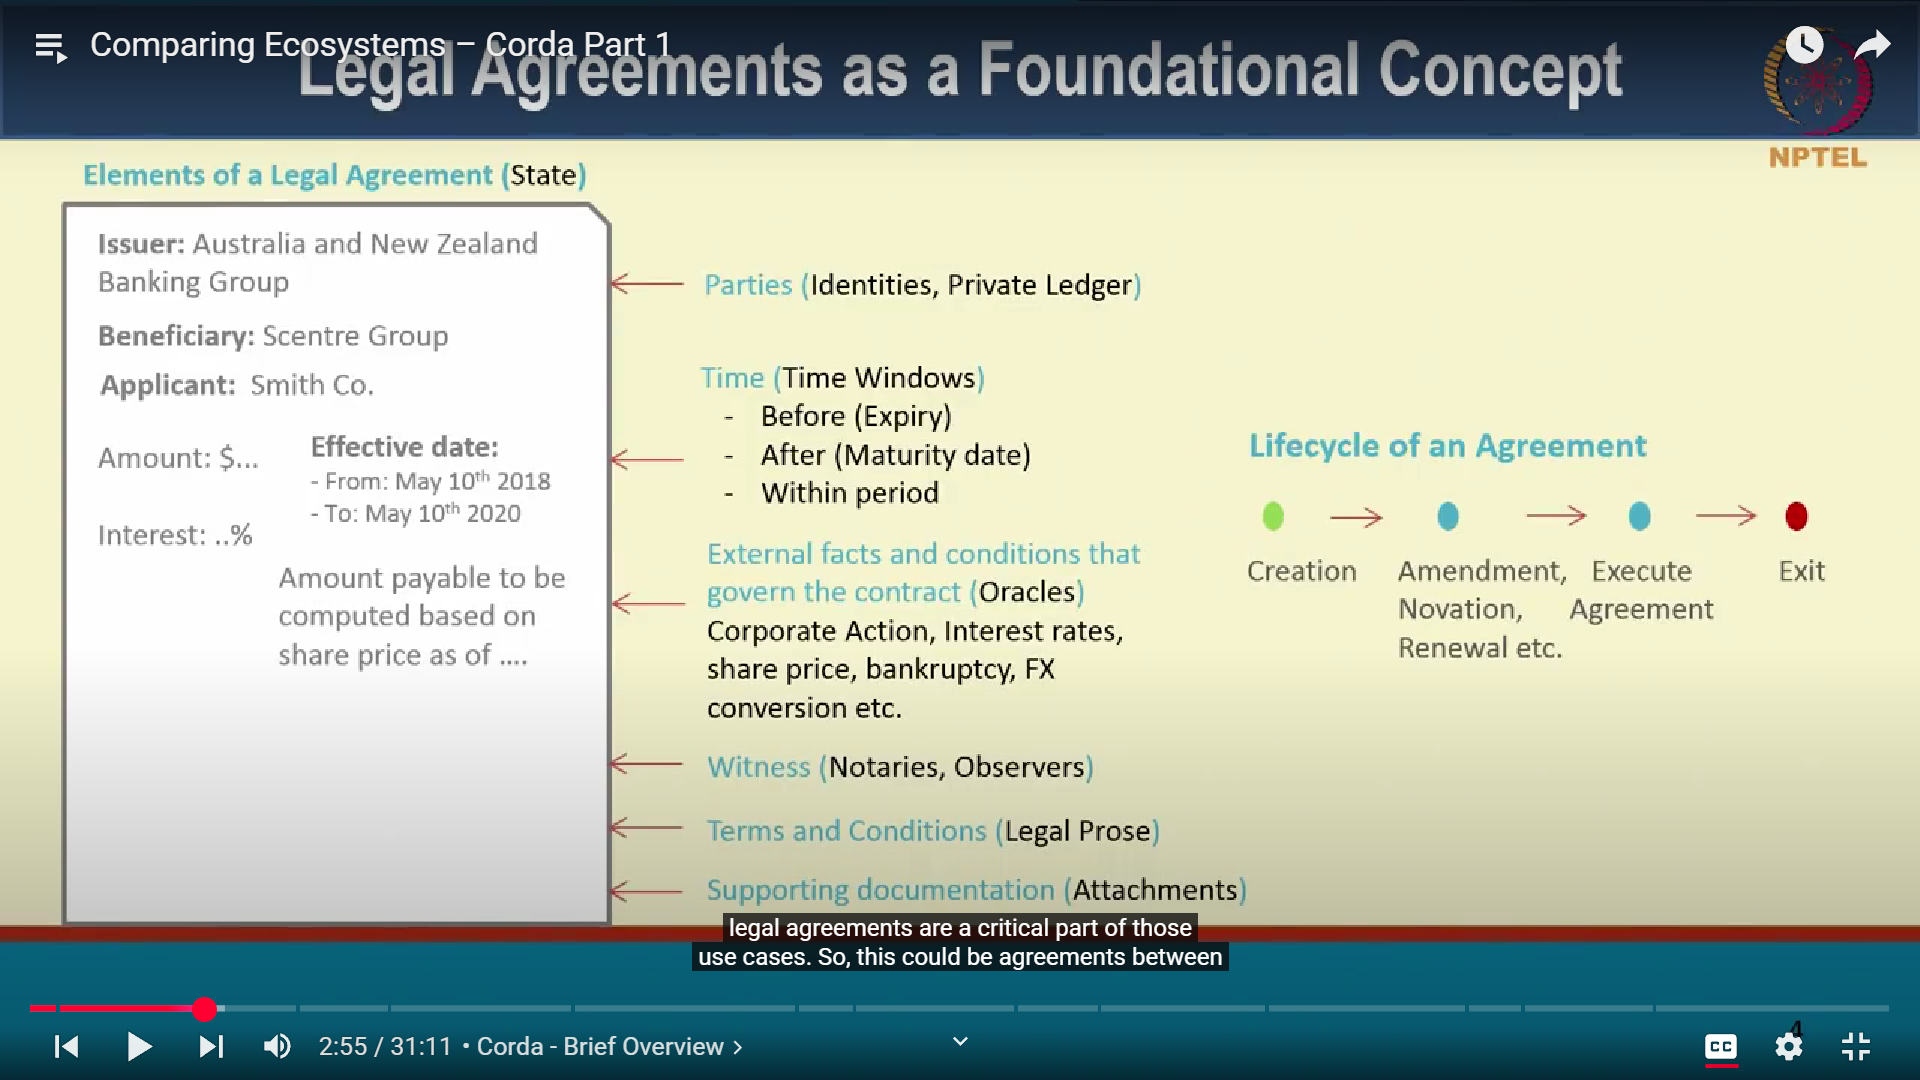 Comparing Ecosystems – Corda Part 1
Legal Agreements as a Foundational Concept
NPTEL
Elements of a Legal Agreement (State)
Issuer: Australia and New Zealand
Banking Group
Beneficiary: Scentre Group
Applicant: Smith Co.
Amount: $...
Effective date:
- From: May 10th 2018
- To: May 10th 2020
Interest: ..%
Amount payable to be
computed based on
share price as of ....
Parties (Identities, Private Ledger)
Time (Time Windows)
- Before (Expiry)
- After (Maturity date)
- Within period
External facts and conditions that
govern the contract (Oracles)
Corporate Action, Interest rates,
share price, bankruptcy, FX
conversion etc.
Witness (Notaries, Observers)
Terms and Conditions (Legal Prose)
Supporting documentation (Attachments)
Lifecycle of an Agreement
Creation
Amendment,
Novation,
Renewal etc.
Execute
Agreement
Exit
legal agreements are a critical part of those
use cases. So, this could be agreements between
4
2:55 / 31:11 • Corda - Brief Overview >
CC